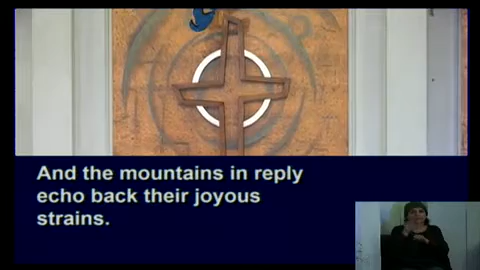 And the mountains in reply
echo back their joyous
strains.